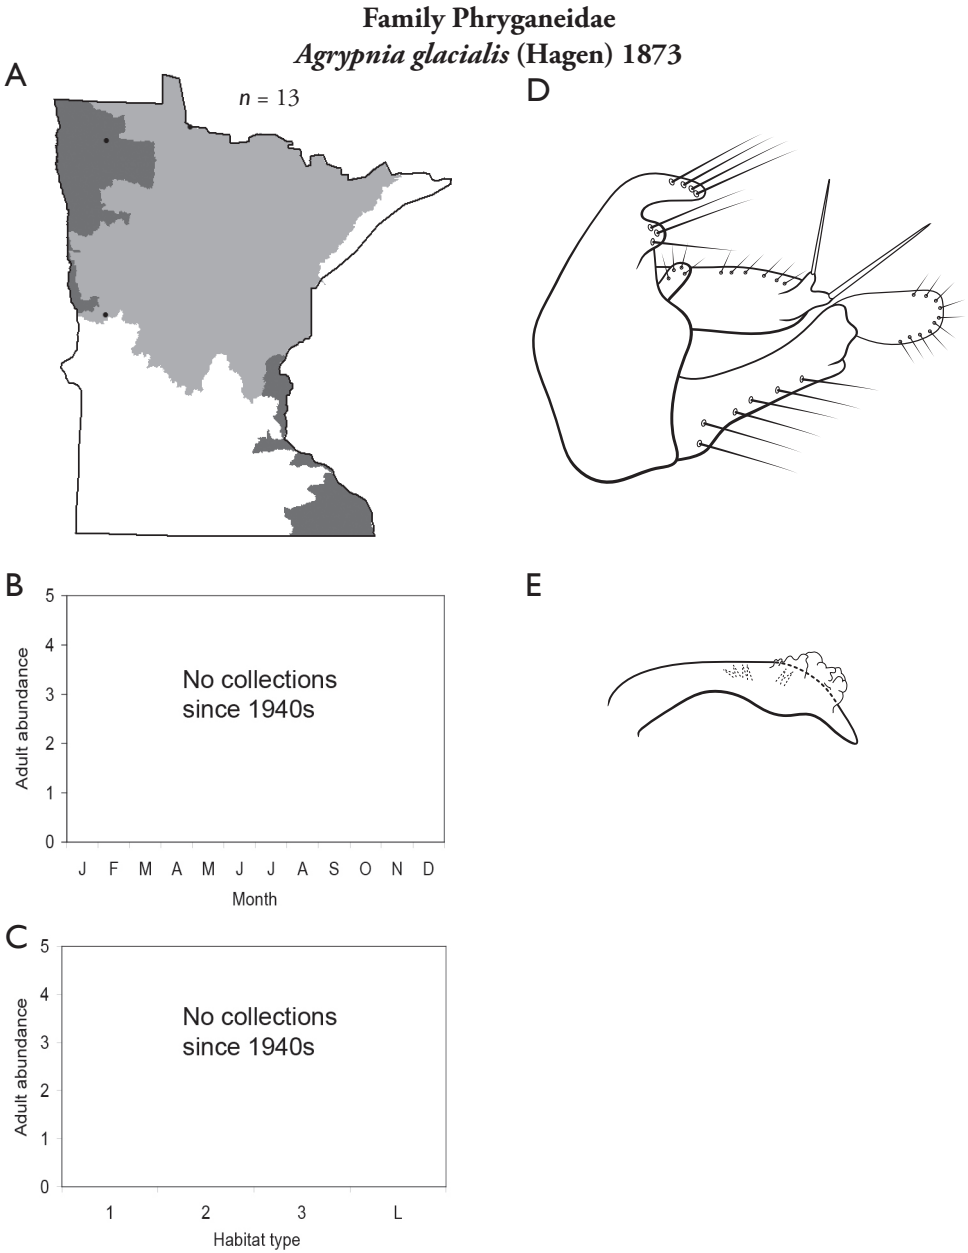 Family Phryganeidae
Agrypnia glacialis (Hagen) 1873
A
n = 13
D
B
5
4
3
2
1
0
Adult abundance
No collections
since 1940s
J F M A M J J A S O N D
Month
E
C
5
4
3
2
1
0
Adult abundance
No collections
since 1940s
1 2 3 L
Habitat type